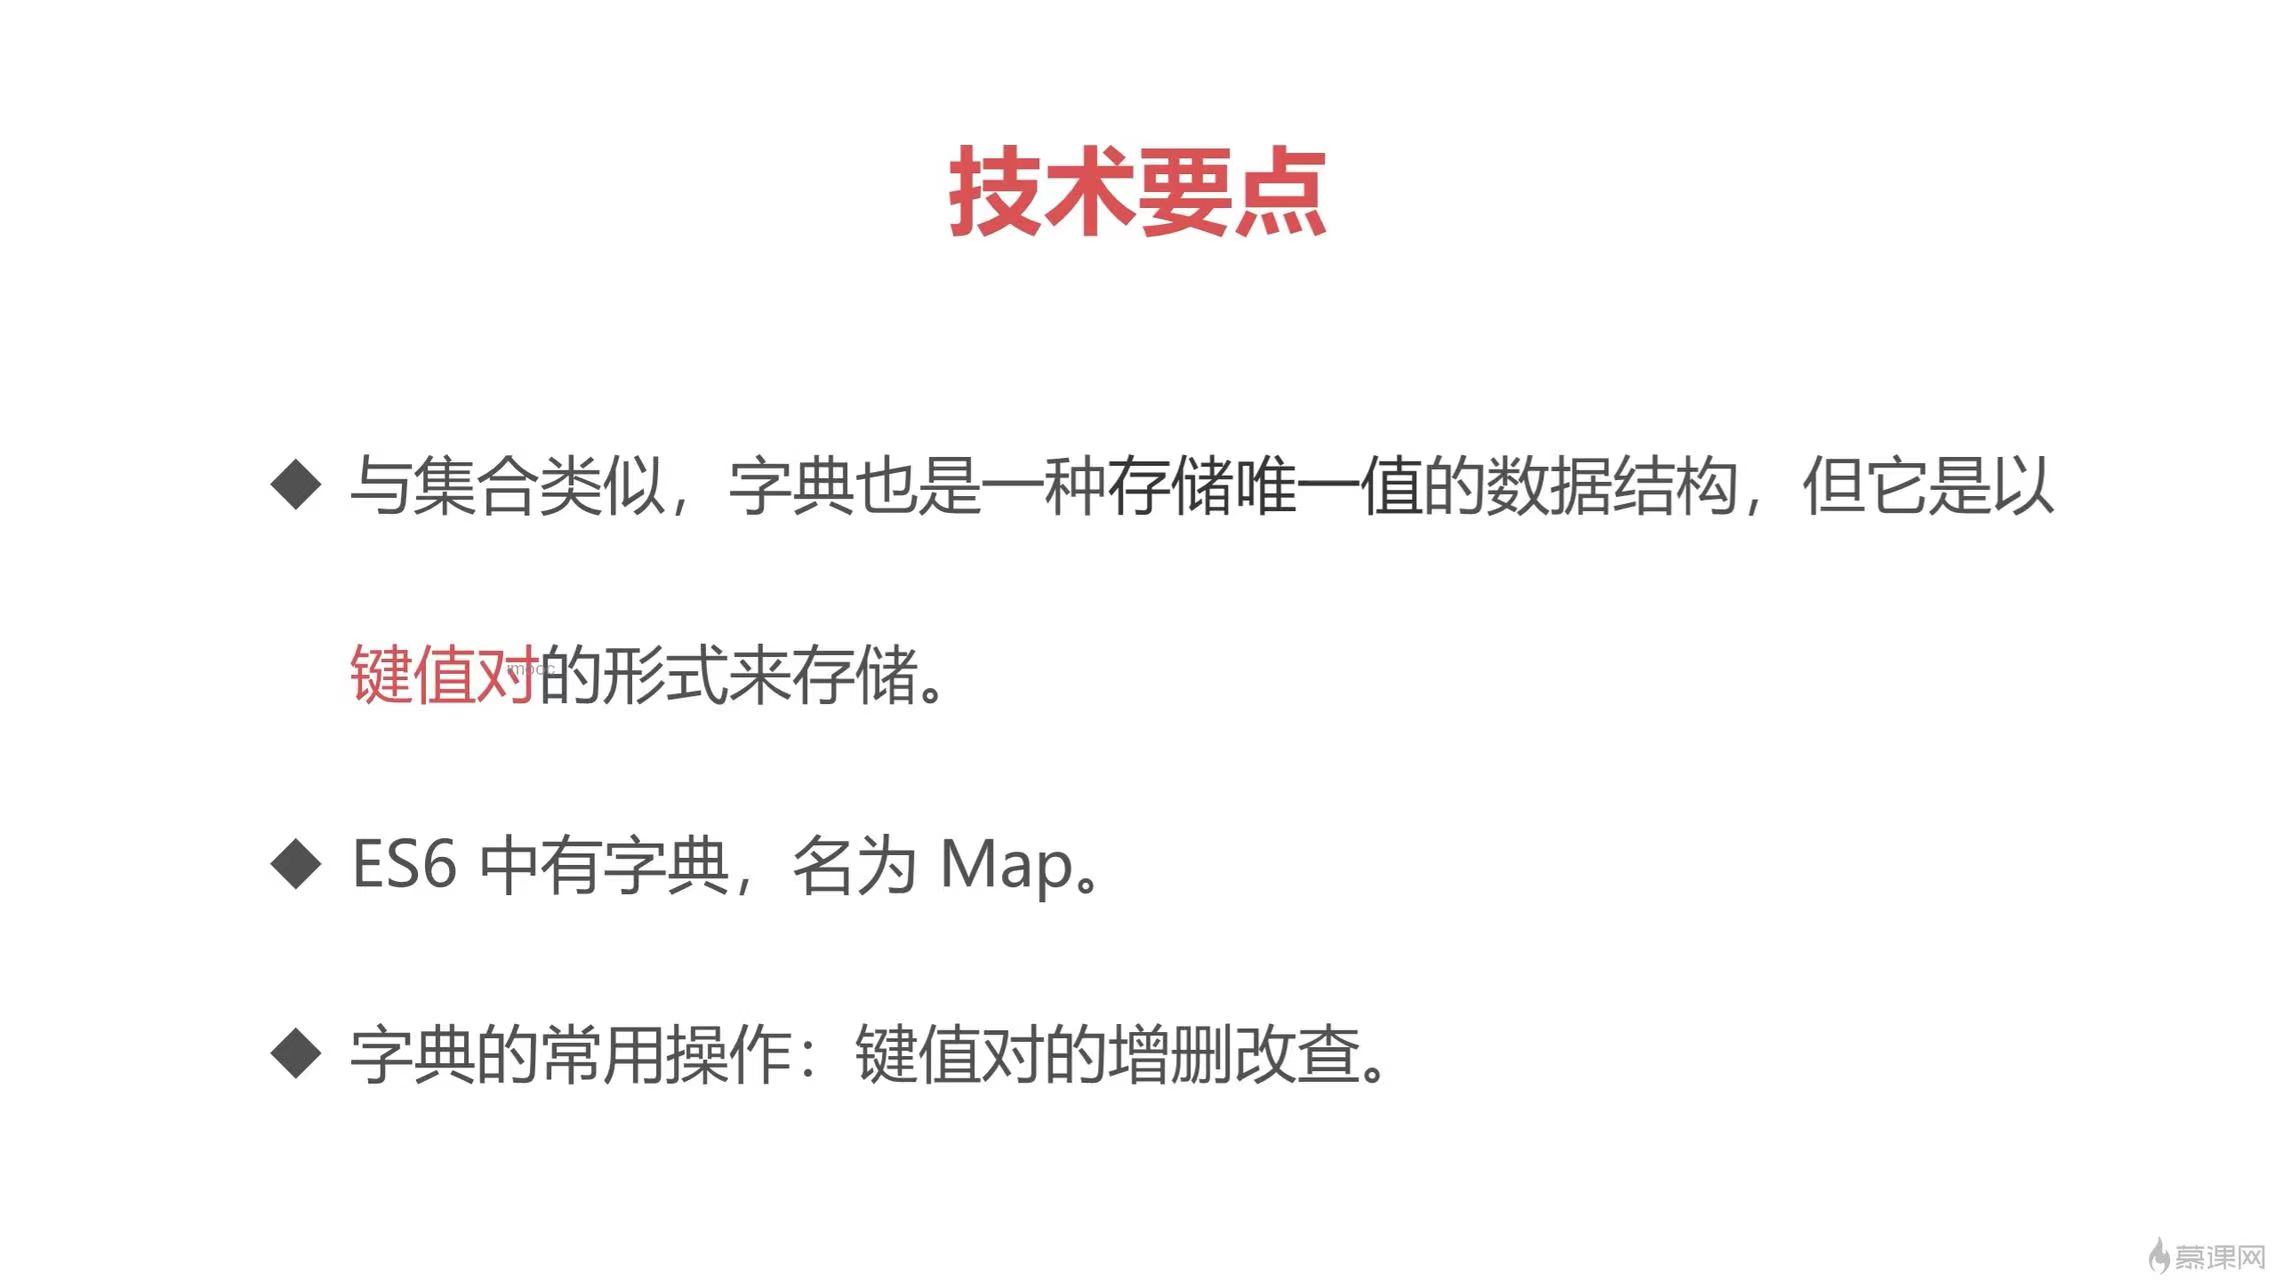 技术要点
◆ 与集合类似，字典也是一种存储唯一值的数据结构，但它是以
键值对的形式来存储。
imooc
◆ ES6 中有字典，名为 Map。
◆ 字典的常用操作：键值对的增删改查。
慕课网